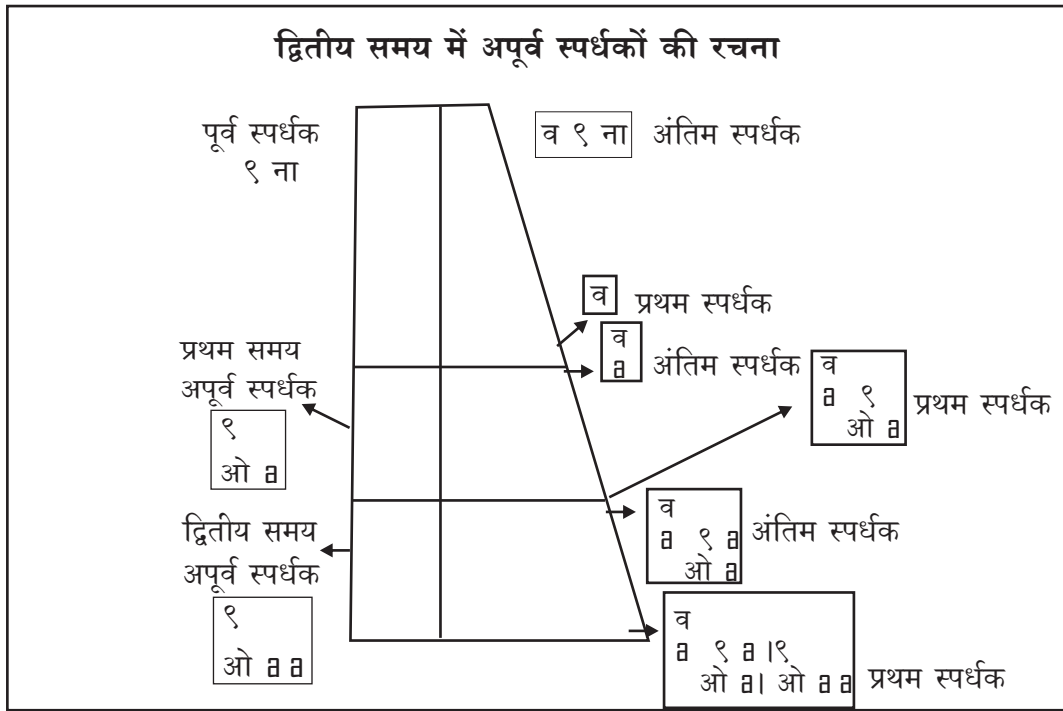 द्वितीय समय में अपूर्व स्पर्धकों की रचना
पूर्व स्पर्धक
९ ना
व ९ ना अंतिम स्पर्धक
व प्रथम स्पर्धक
व
a अंतिम स्पर्धक
व
a ९
ओ a प्रथम स्पर्धक
प्रथम समय
अपूर्व स्पर्धक
९
ओ a
व
a ९ a
ओ a अंतिम स्पर्धक
द्वितीय समय
अपूर्व स्पर्धक
९
ओ a a
व
a ९ a ।९
ओ a। ओ a a प्रथम स्पर्धक